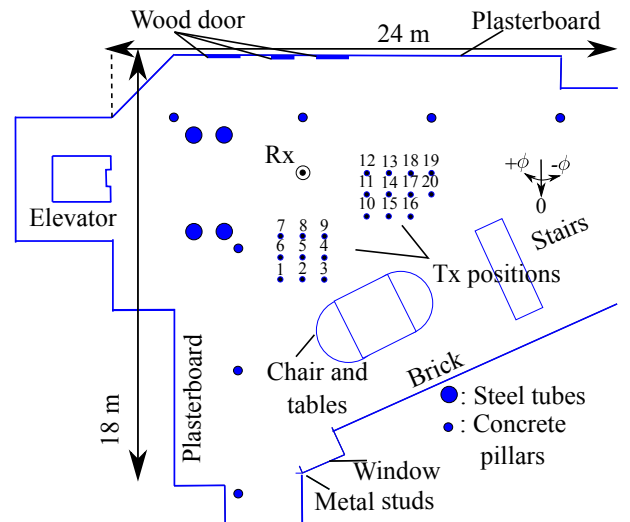 Wood door
Plasterboard
24 m
Rx
12 13 18 19
11 14 17 20
10 15 16
+ϕ -ϕ
0
Elevator
7 8 9
6 5 4
1 2 3
Stairs
Tx positions
Plasterboard
18 m
Chair and
tables
Brick
: Steel tubes
: Concrete
pillars
Window
Metal studs